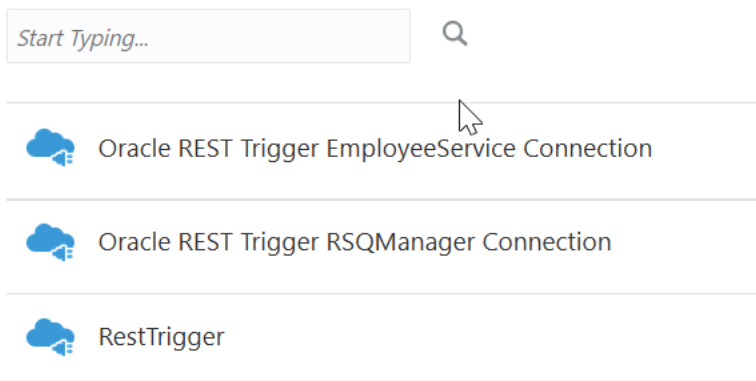 Start Typing...
Oracle REST Trigger EmployeeService Connection
Oracle REST Trigger RSQManager Connection
RestTrigger